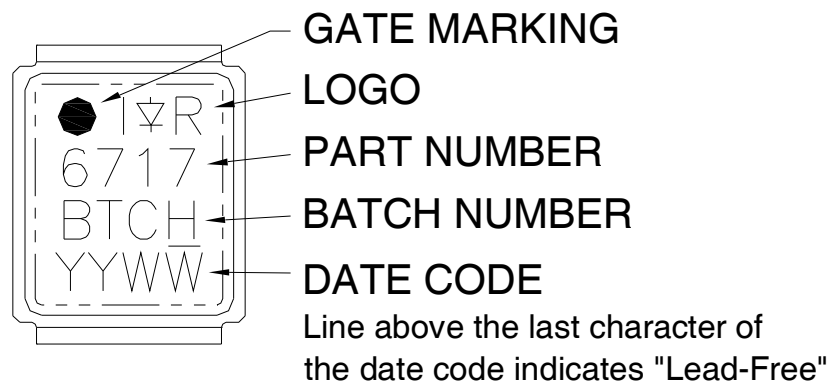 GATE MARKING
I R
LOGO
6717
PART NUMBER
BTCH
BATCH NUMBER
YYWW
DATE CODE
Line above the last character of
the date code indicates "Lead-Free"